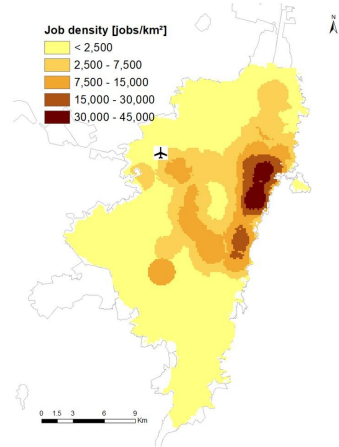 N
Job density [jobs/km²]
< 2,500
2,500 - 7,500
7,500 - 15,000
15,000 - 30,000
30,000 - 45,000
0 1.5 3 6 9
Km